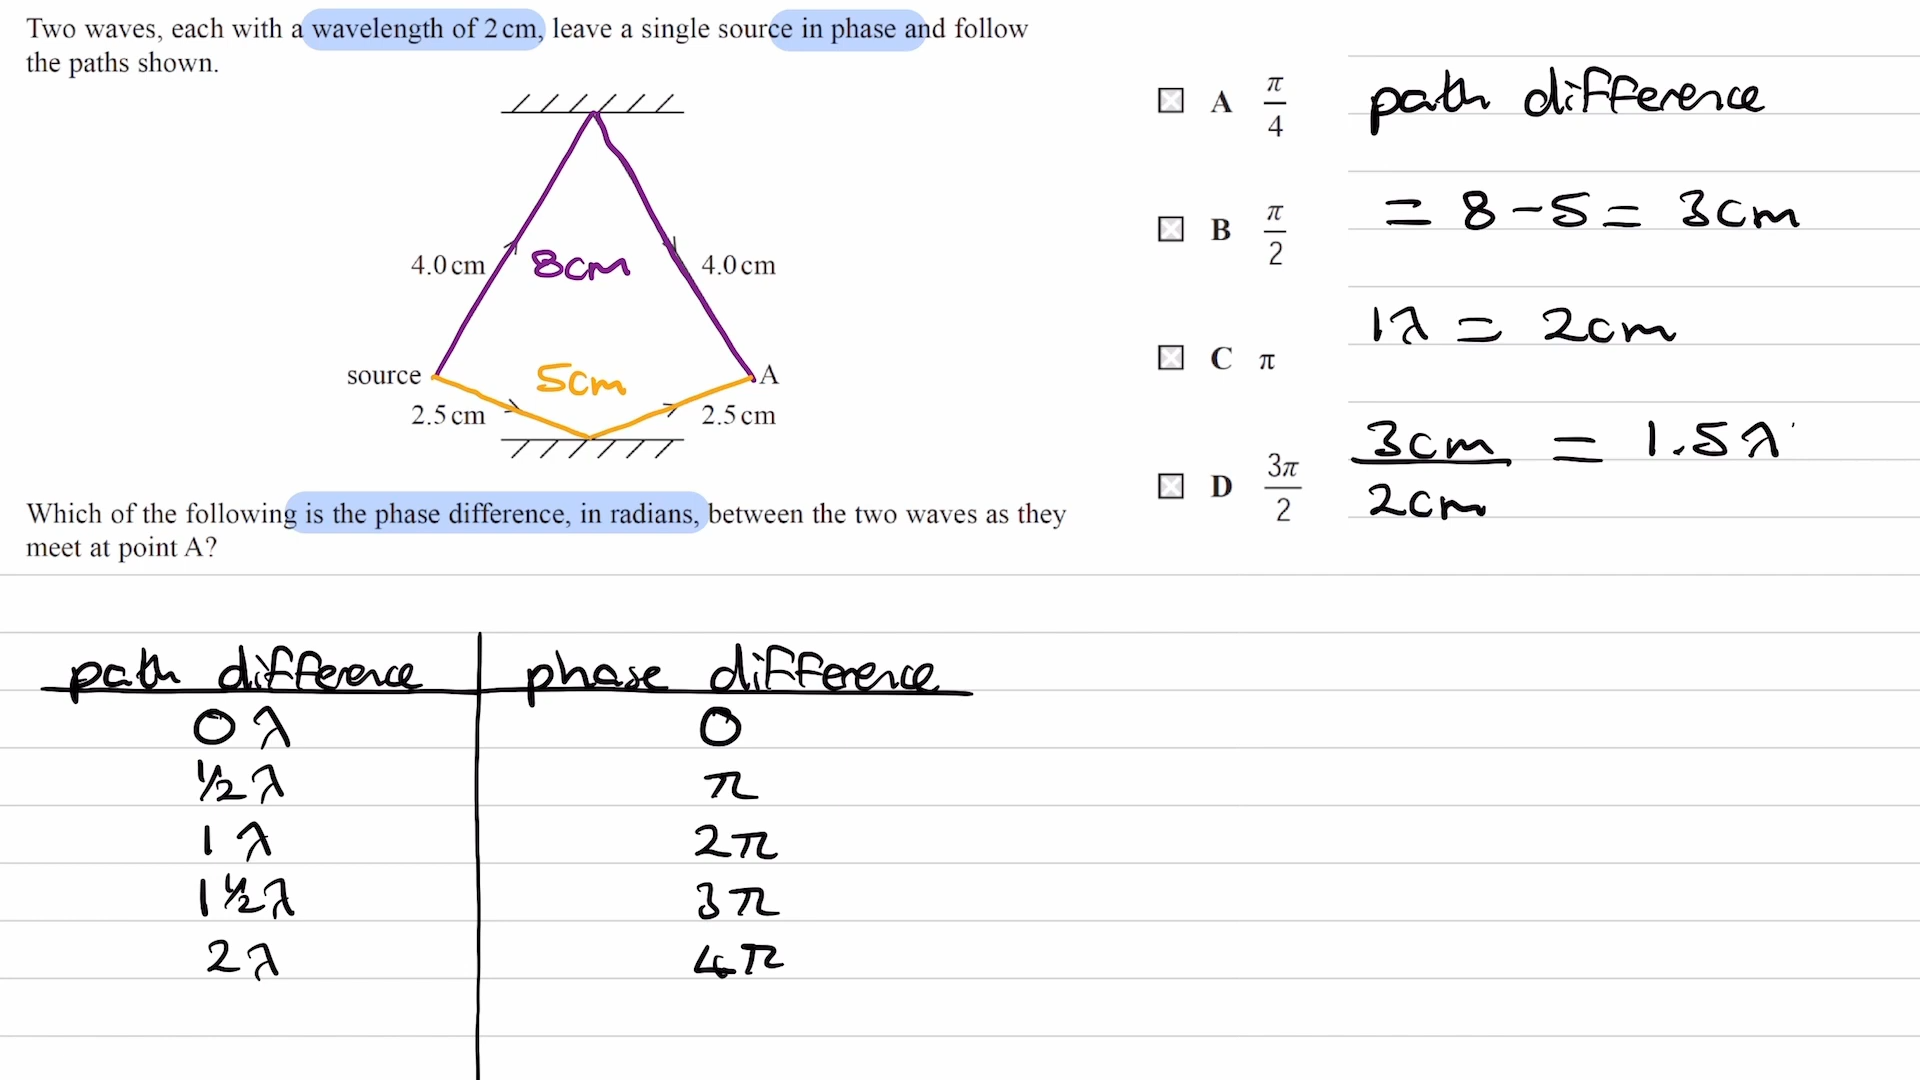 Two waves, each with a wavelength of 2 cm, leave a single source in phase and follow
the paths shown.
4.0 cm
8cm
4.0 cm
source
5cm
A
2.5 cm
2.5 cm
Which of the following is the phase difference, in radians, between the two waves as they
meet at point A?
A π/4
B π/2
C π
D 3π/2
path difference
= 8 - 5 = 3cm
1λ = 2cm
3cm/2cm = 1.5λ
path difference | phase difference
0λ 0
½λ π
1λ 2π
1½λ 3π
2λ 4π